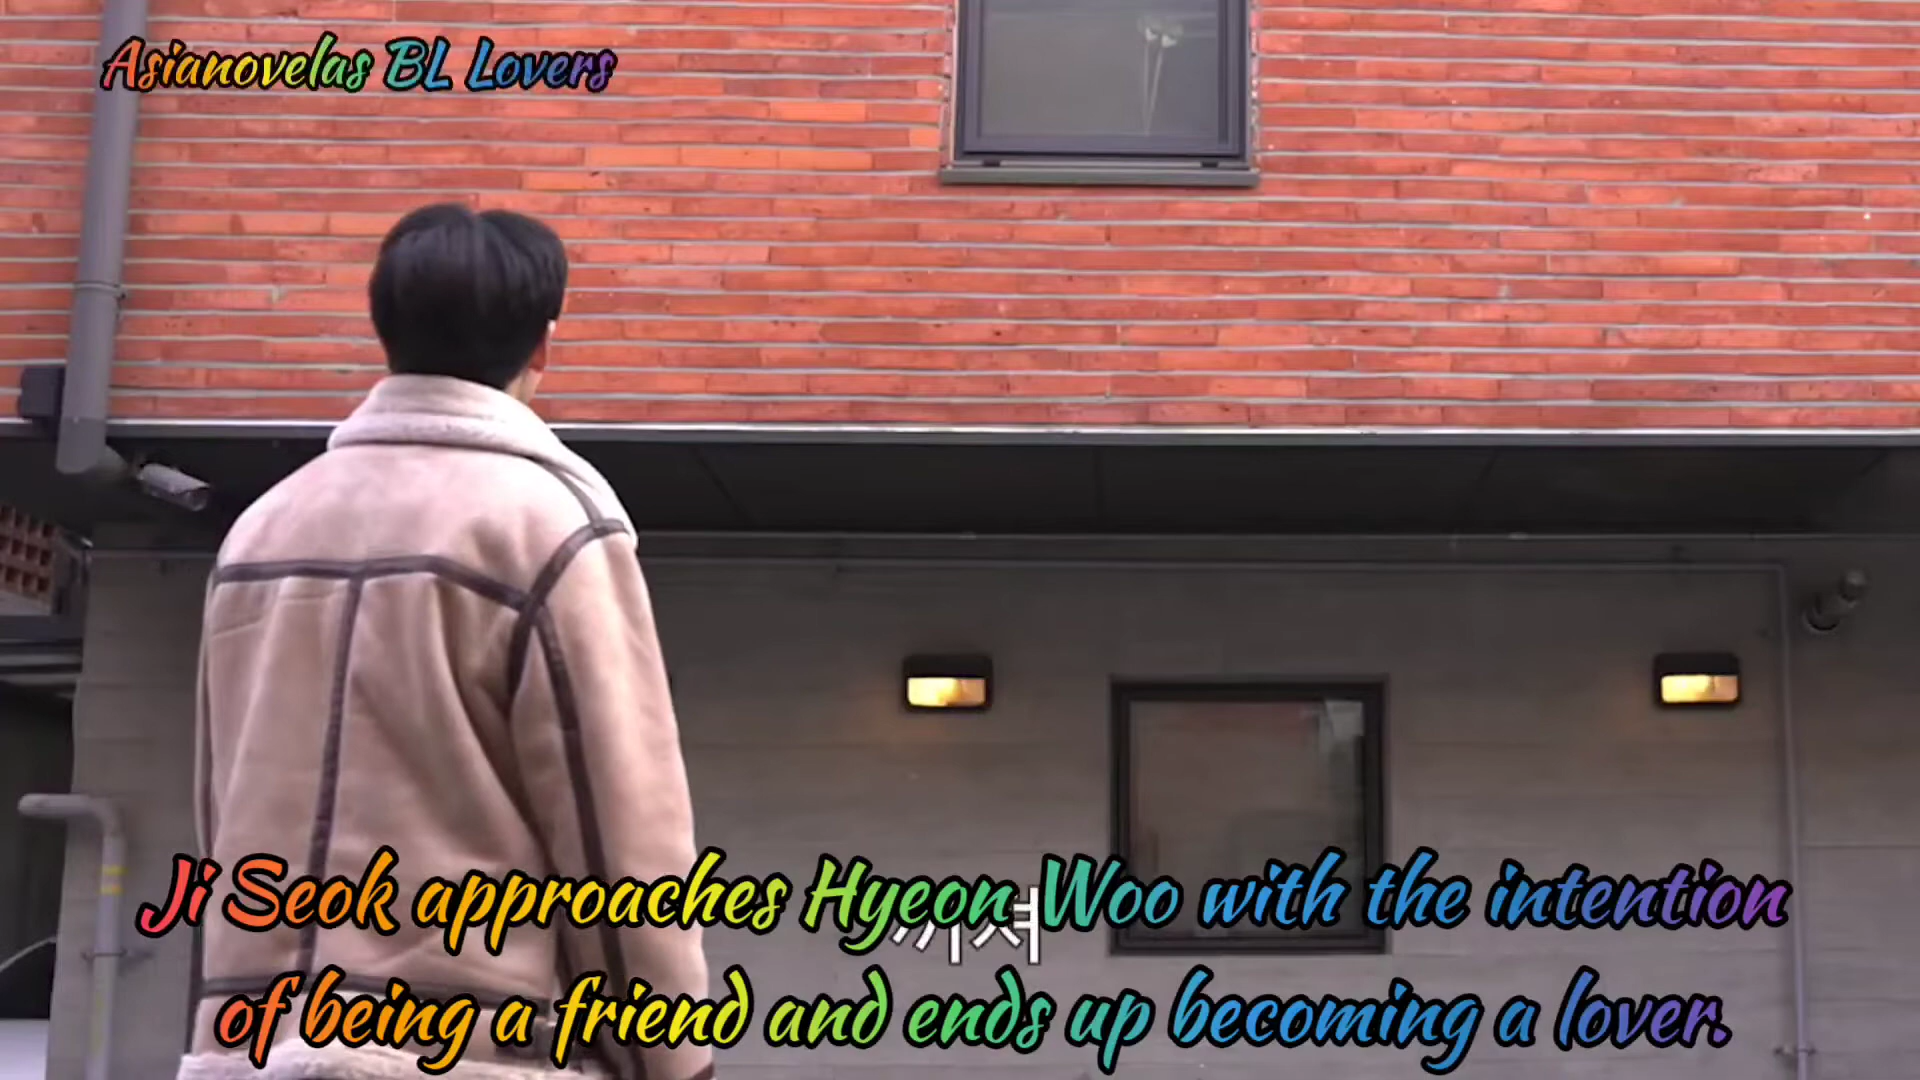 Asianovelas BL Lovers
Ji Seok approaches Hyeon Woo with the intention
of being a friend and ends up becoming a lover.